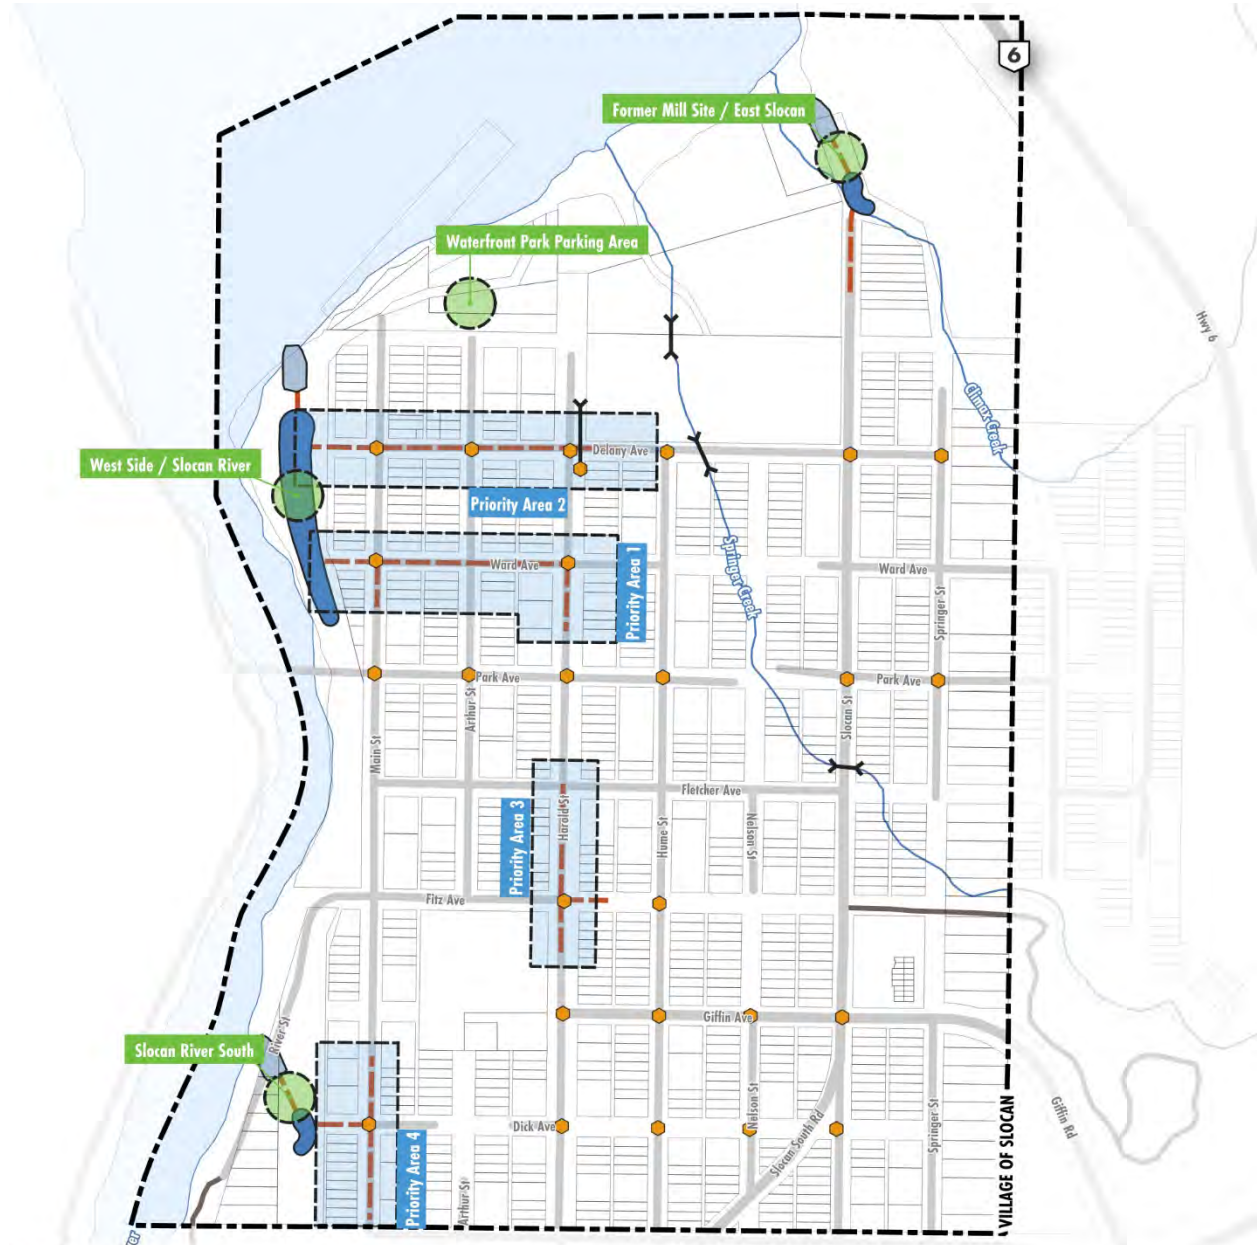 6
Former Mill Site / East Slocan
Waterfront Park Parking Area
Hwy 6
Climax Creek
Delany Ave
West Side / Slocan River
Priority Area 2
Springer Creek
Ward Ave
Ward Ave
Priority Area 1
Springer St
Park Ave
Park Ave
Arthur St
Slocan St
Main St
Fletcher Ave
Harold St
Hume St
Nelson St
Priority Area 3
Fitz Ave
Giffin Ave
River St
Slocan River South
Nelson St
Giffin Rd
Dick Ave
Slocan South Rd
Springer St
Priority Area 4
Arthur St
VILLAGE OF SLOCAN